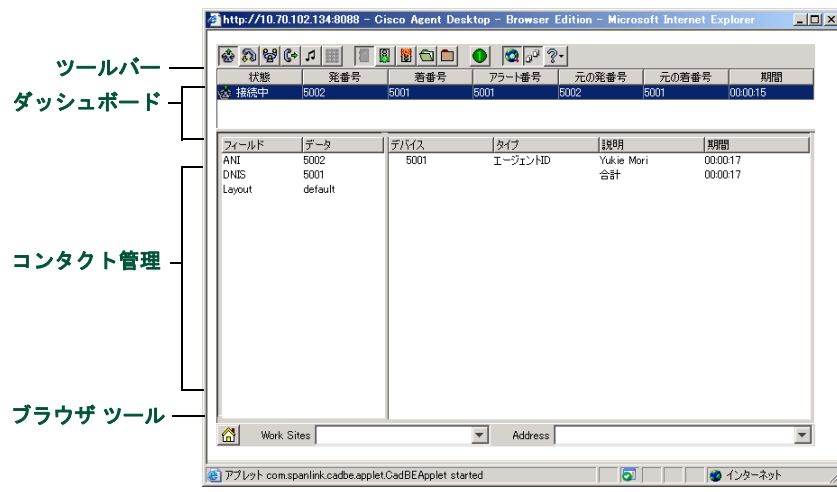 http://10.70.102.134:8088 - Cisco Agent Desktop - Browser Edition - Microsoft Internet Explorer
ツールバー
ダッシュボード
コンタクト管理
ブラウザ ツール
状態 発番号 着番号 アラート番号 元の発番号 元の着番号 期間
接続中 5002 5001 5001 5002 5001 00:00:15
フィールド データ デバイス タイプ 説明 期間
ANI 5002 5001 エージェントID Yukie Mori 00:00:17
DNIS 5001 合計 00:00:17
Layout default
Work Sites Address
アプレット com.spanlink.cadbe.applet.CadBEApplet started インターネット